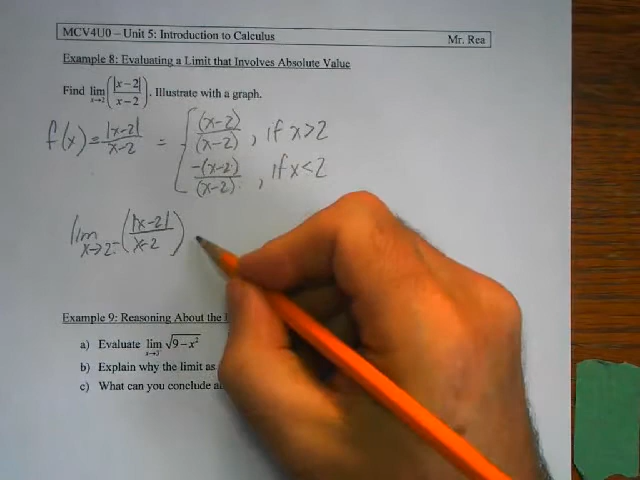 MCV4U0 – Unit 5: Introduction to Calculus Mr. Rea
Example 8: Evaluating a Limit that Involves Absolute Value
Find lim x→2 (|x−2| / x−2). Illustrate with a graph.
f(x) = |x-2| / x-2 = { (x-2) / (x-2) , if x>2
-(x-2) / (x-2) , if x<2
lim x→2⁻ (|x-2| / x-2)
Example 9: Reasoning About the
a) Evaluate lim x→3⁻ √9−x²
b) Explain why the limit as
c) What can you conclude